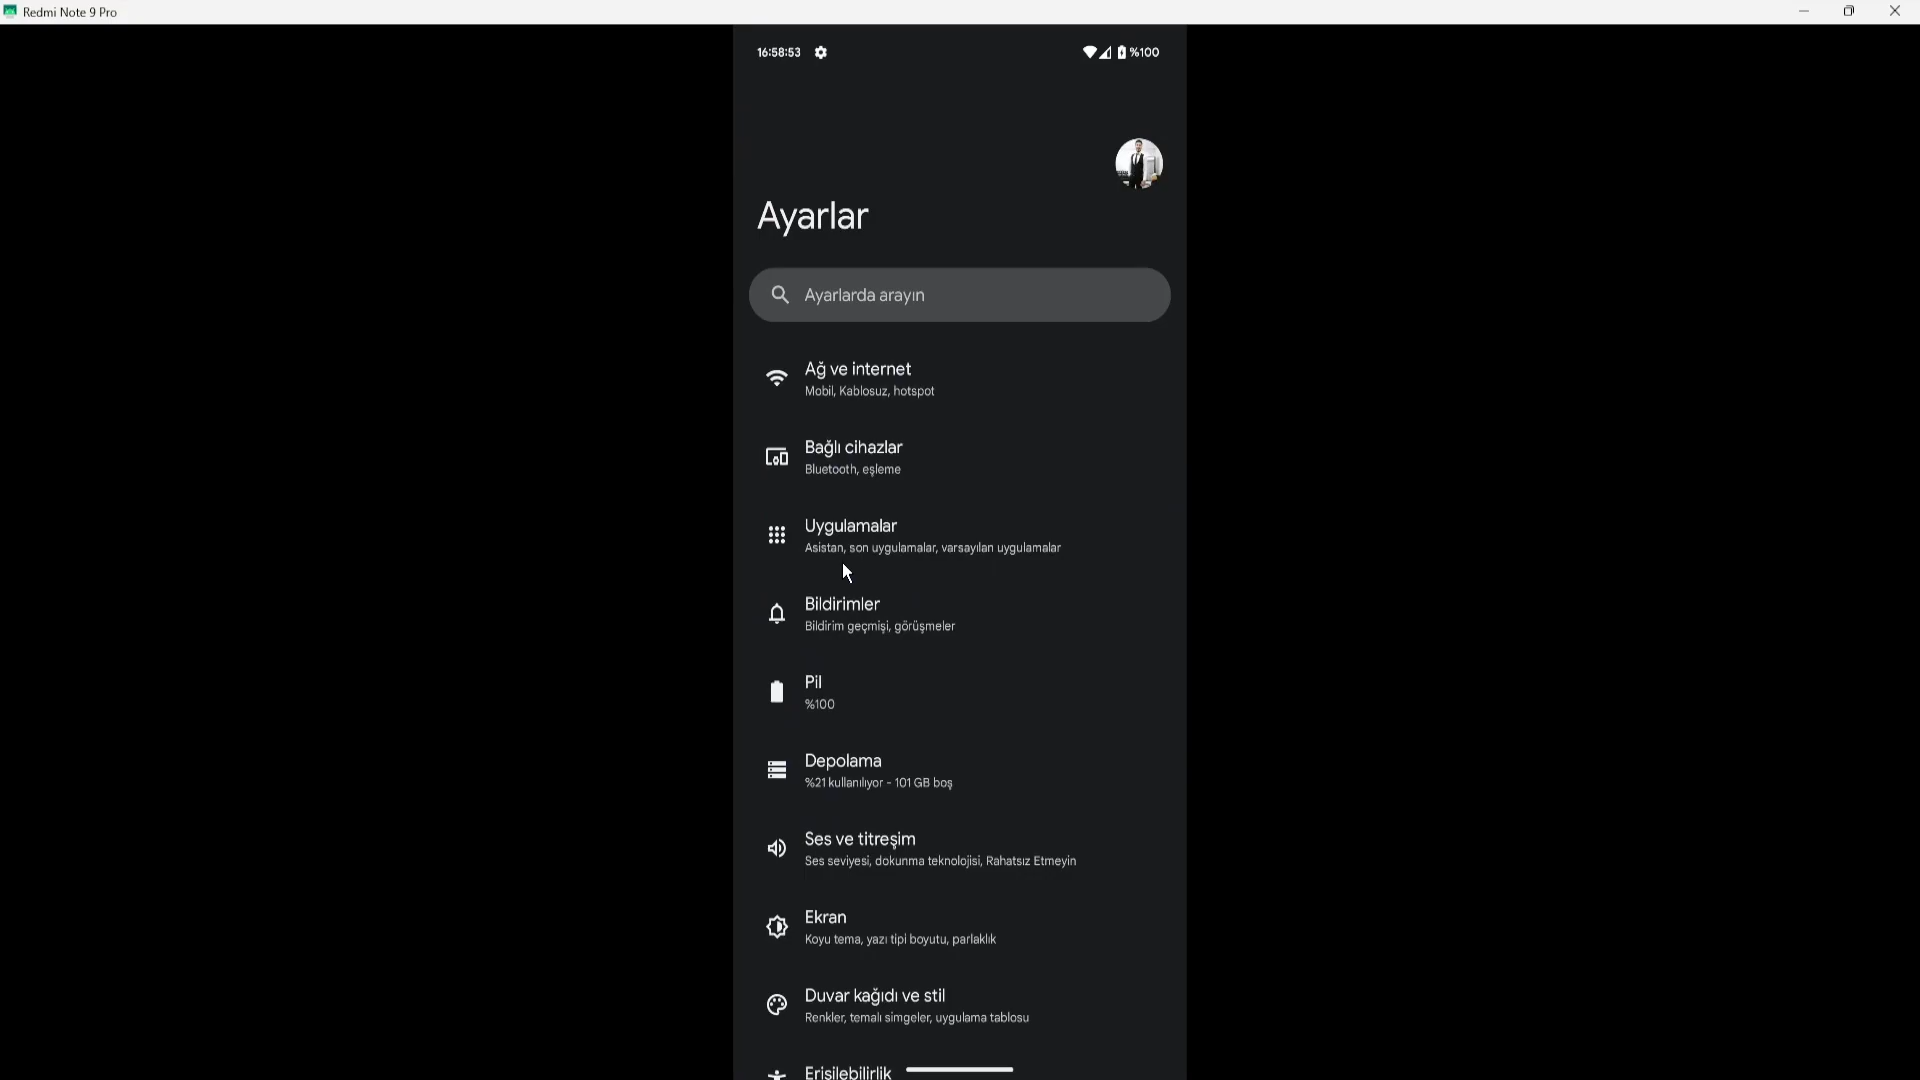 Redmi Note 9 Pro
16:58:53
%100
Ayarlar
Ayarlarda arayın
Ağ ve internet
Mobil, Kablosuz, hotspot
Bağlı cihazlar
Bluetooth, eşleme
Uygulamalar
Asistan, son uygulamalar, varsayılan uygulamalar
Bildirimler
Bildirim geçmişi, görüşmeler
Pil
%100
Depolama
%21 kullanılıyor - 101 GB boş
Ses ve titreşim
Ses seviyesi, dokunma teknolojisi, Rahatsız Etmeyin
Ekran
Koyu tema, yazı tipi boyutu, parlaklık
Duvar kağıdı ve stil
Renkler, temalı simgeler, uygulama tablosu
Erişilebilirlik